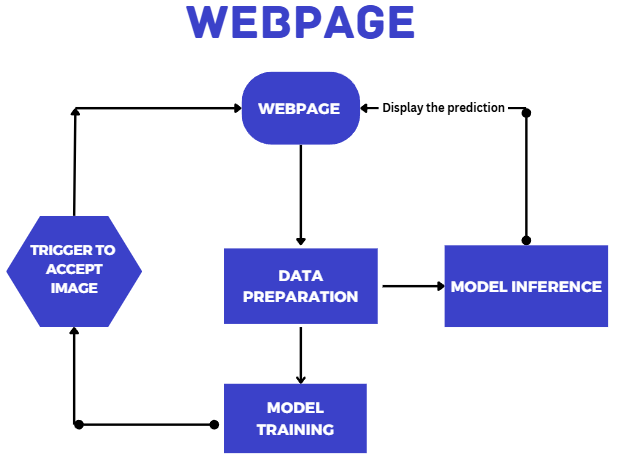 WEBPAGE
WEBPAGE
Display the prediction
TRIGGER TO
ACCEPT
IMAGE
DATA
PREPARATION
MODEL INFERENCE
MODEL
TRAINING